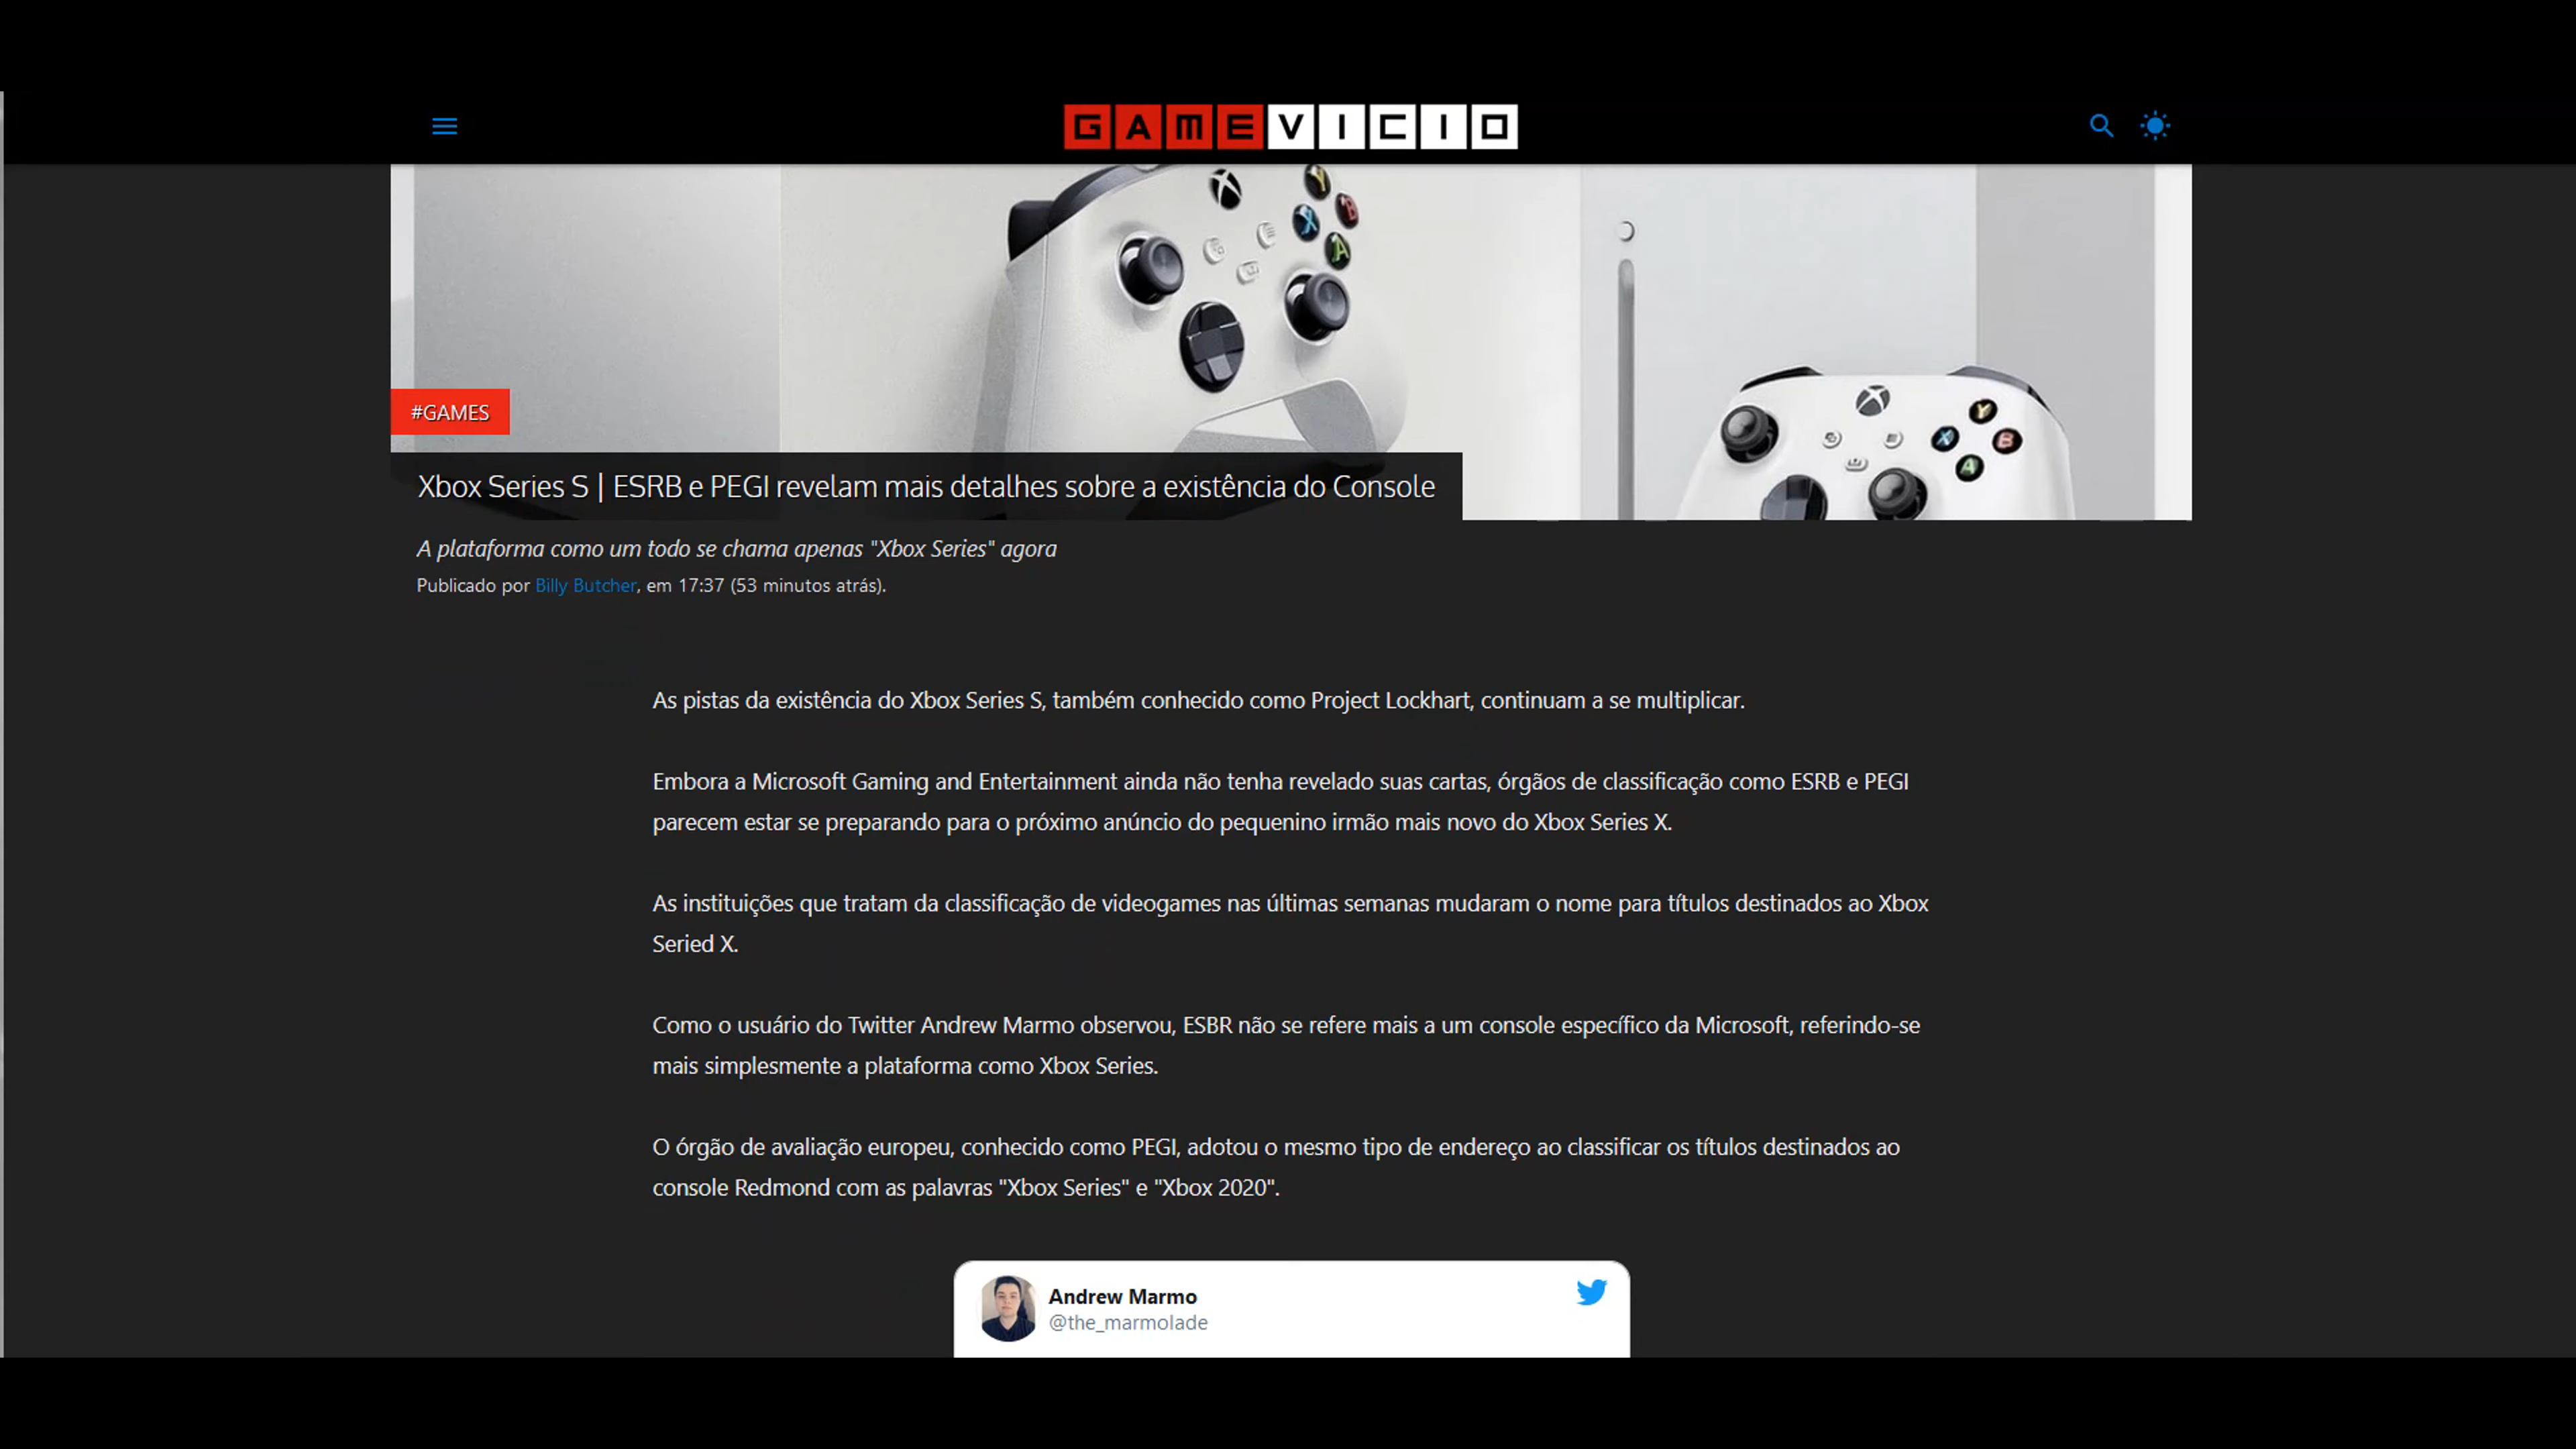 GAMEVICIO
#GAMES
Xbox Series S | ESRB e PEGI revelam mais detalhes sobre a existência do Console
A plataforma como um todo se chama apenas "Xbox Series" agora
Publicado por Billy Butcher, em 17:37 (53 minutos atrás).
As pistas da existência do Xbox Series S, também conhecido como Project Lockhart, continuam a se multiplicar.
Embora a Microsoft Gaming and Entertainment ainda não tenha revelado suas cartas, órgãos de classificação como ESRB e PEGI
parecem estar se preparando para o próximo anúncio do pequenino irmão mais novo do Xbox Series X.
As instituições que tratam da classificação de videogames nas últimas semanas mudaram o nome para títulos destinados ao Xbox
Seried X.
Como o usuário do Twitter Andrew Marmo observou, ESBR não se refere mais a um console específico da Microsoft, referindo-se
mais simplesmente a plataforma como Xbox Series.
O órgão de avaliação europeu, conhecido como PEGI, adotou o mesmo tipo de endereço ao classificar os títulos destinados ao
console Redmond com as palavras "Xbox Series" e "Xbox 2020".
Andrew Marmo
@the_marmolade